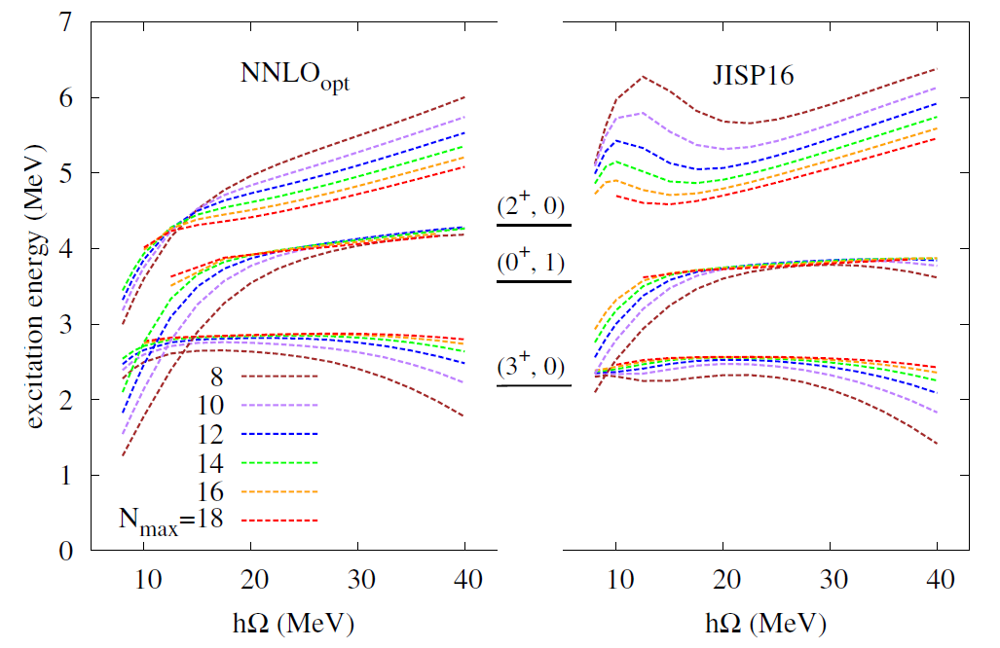 NNLOopt
JISP16
7
6
5
4
3
2
1
0
excitation energy (MeV)
(2+, 0)
(0+, 1)
(3+, 0)
8
10
12
14
16
Nmax=18
10 20 30 40
10 20 30 40
hΩ (MeV)
hΩ (MeV)